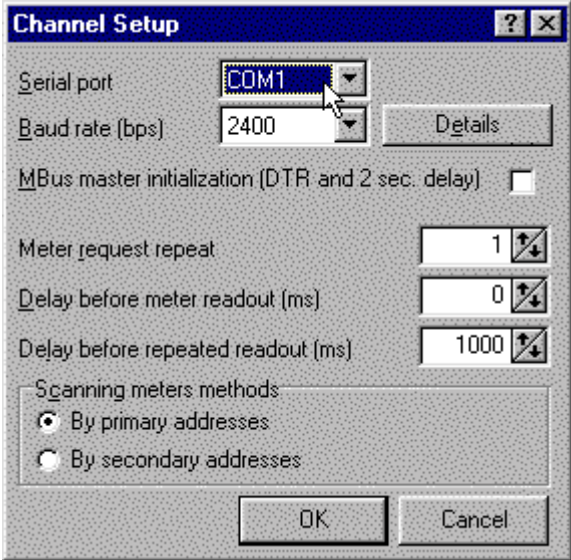 Channel Setup
Serial port COM1
Baud rate (bps) 2400 Details
MBus master initialization (DTR and 2 sec. delay)
Meter request repeat 1
Delay before meter readout (ms) 0
Delay before repeated readout (ms) 1000
Scanning meters methods
By primary addresses
By secondary addresses
OK Cancel